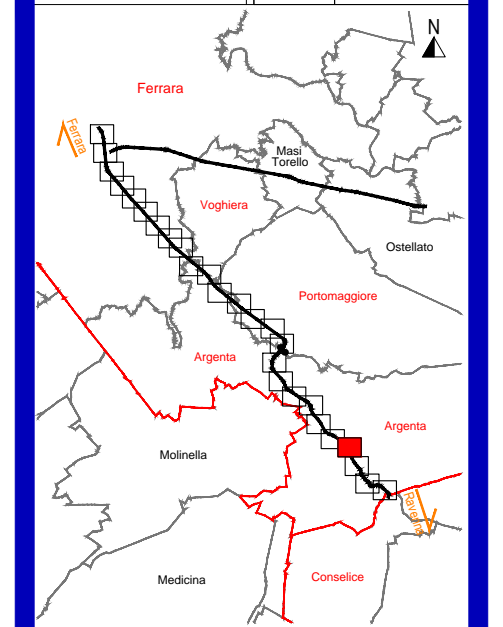 N
Ferrara
Ferrara
Masi
Torello
Voghiera
Ostellato
Portomaggiore
Argenta
Argenta
Molinella
Ravenna
Medicina
Conselice